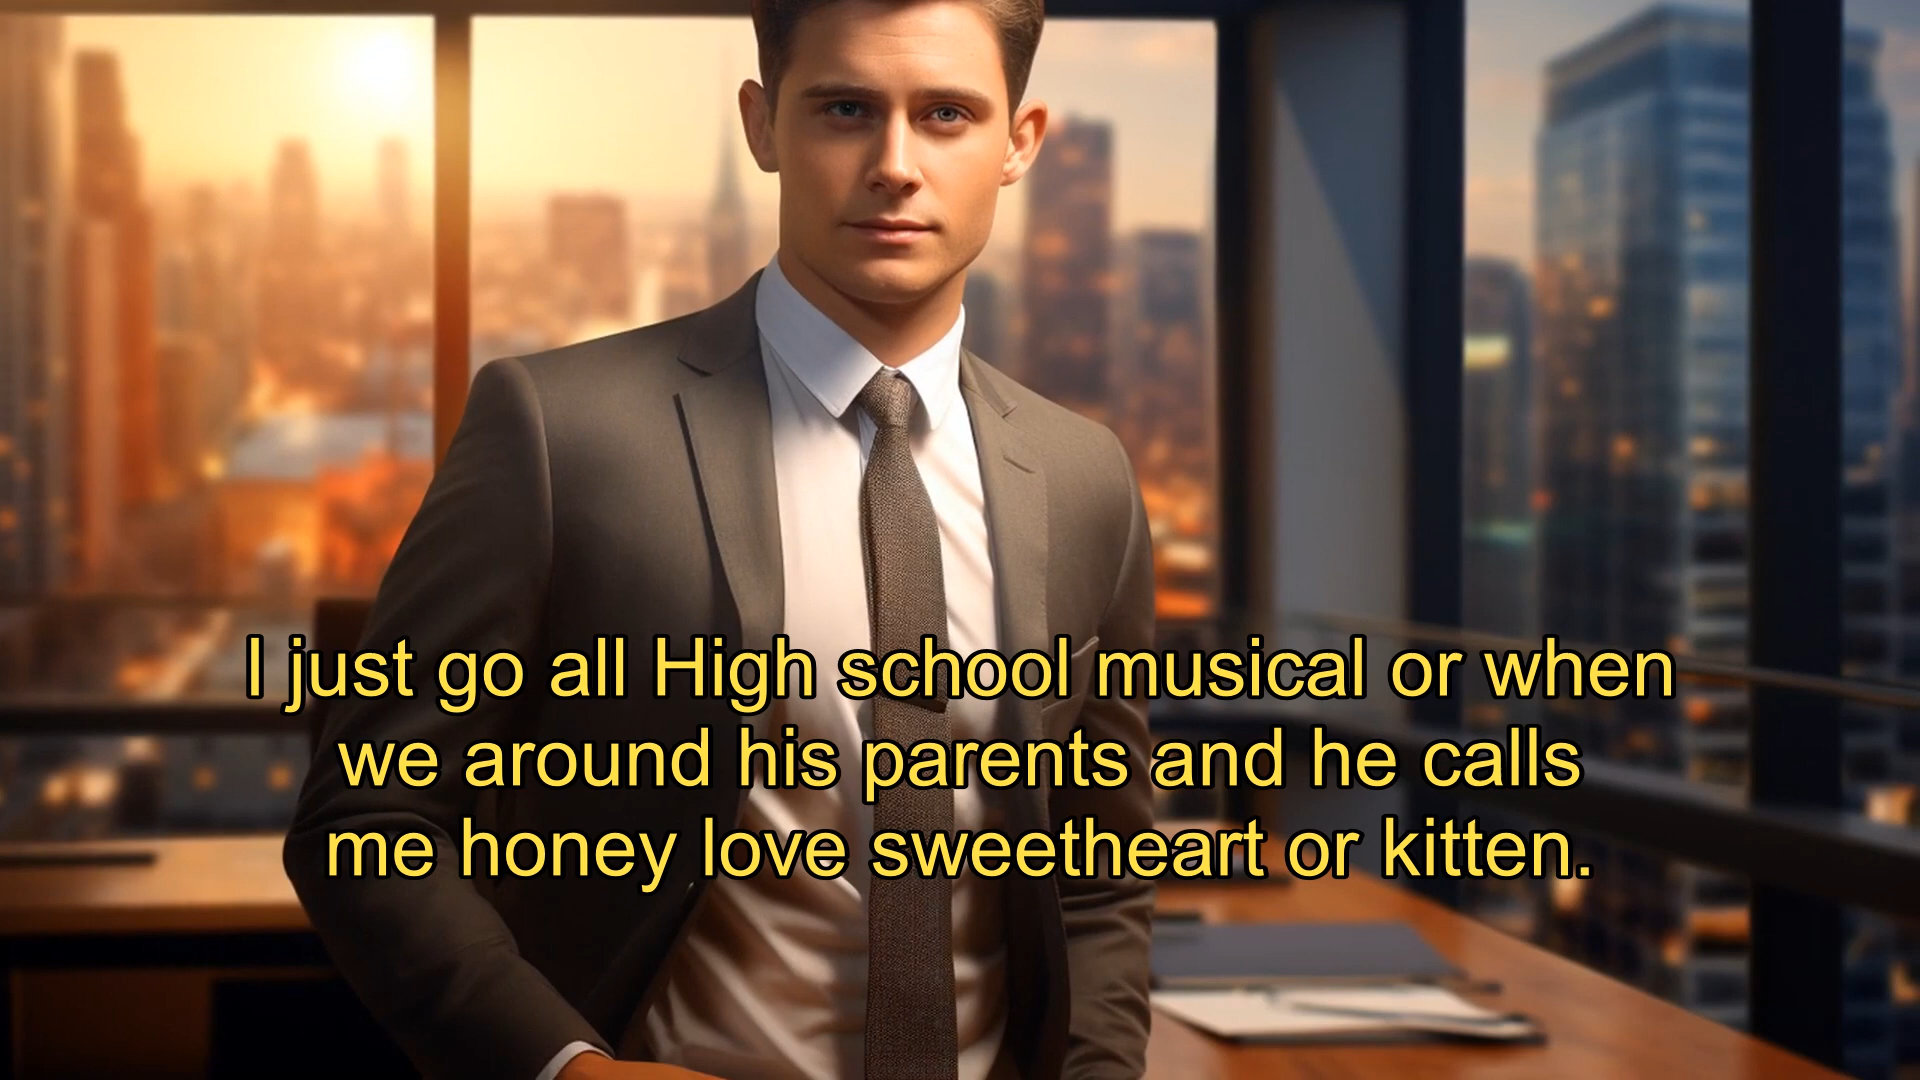 I just go all High school musical or when
we around his parents and he calls
me honey love sweetheart or kitten.